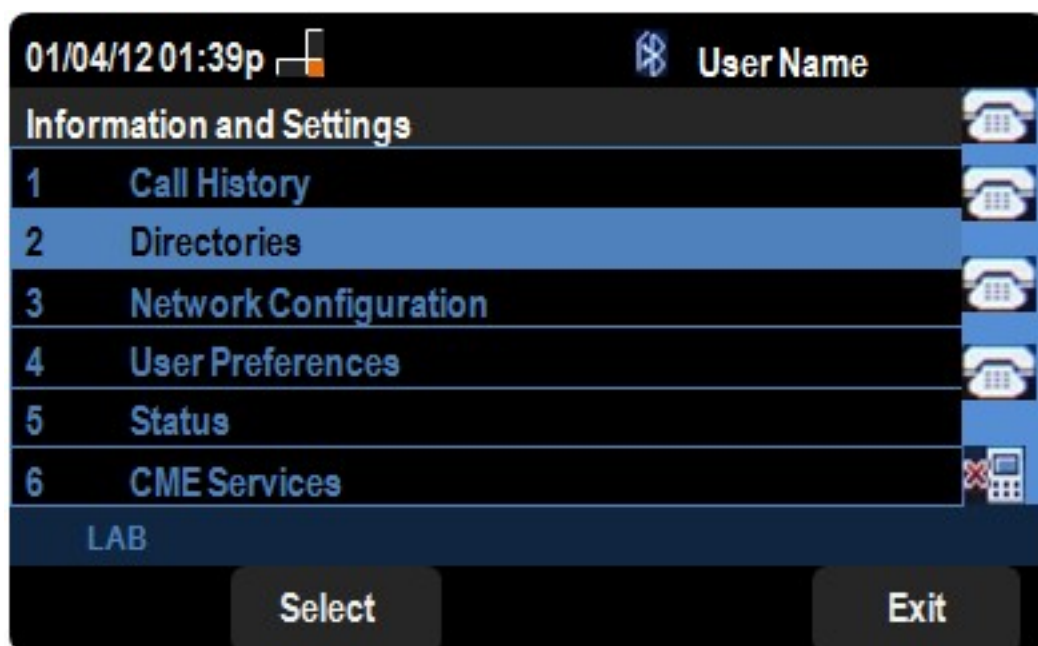 01/04/12 01:39p User Name
Information and Settings
1 Call History
2 Directories
3 Network Configuration
4 User Preferences
5 Status
6 CME Services
LAB
Select Exit